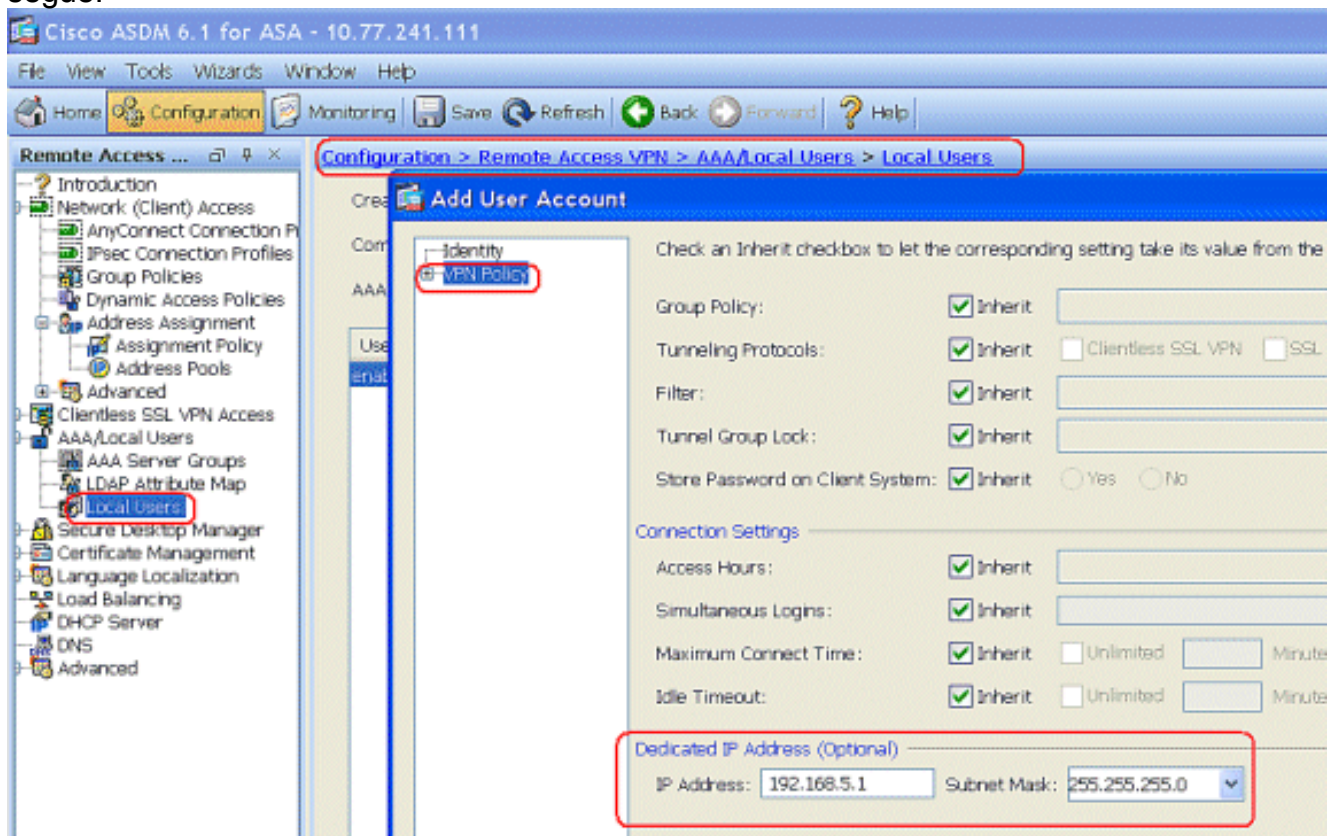 Cisco ASDM 6.1 for ASA - 10.77.241.111
File View Tools Wizards Window Help
Home Configuration Monitoring Save Refresh Back Forward Help
Remote Access ...
Introduction
Network (Client) Access
AnyConnect Connection P
IPsec Connection Profiles
Group Policies
Dynamic Access Policies
Address Assignment
Assignment Policy
Address Pools
Advanced
Clientless SSL VPN Access
AAA/Local Users
AAA Server Groups
LDAP Attribute Map
Local Users
Secure Desktop Manager
Certificate Management
Language Localization
Load Balancing
DHCP Server
DNS
Advanced
Configuration > Remote Access VPN > AAA/Local Users > Local Users
Crea
Com
AAA
Use
enab
Add User Account
Identity
VPN Policy
Check an Inherit checkbox to let the corresponding setting take its value from the
Group Policy: Inherit
Tunneling Protocols: Inherit Clientless SSL VPN SSL
Filter: Inherit
Tunnel Group Lock: Inherit
Store Password on Client System: Inherit Yes No
Connection Settings
Access Hours: Inherit
Simultaneous Logins: Inherit
Maximum Connect Time: Inherit Unlimited Minute
Idle Timeout: Inherit Unlimited Minute
Dedicated IP Address (Optional)
IP Address: 192.168.5.1 Subnet Mask: 255.255.255.0